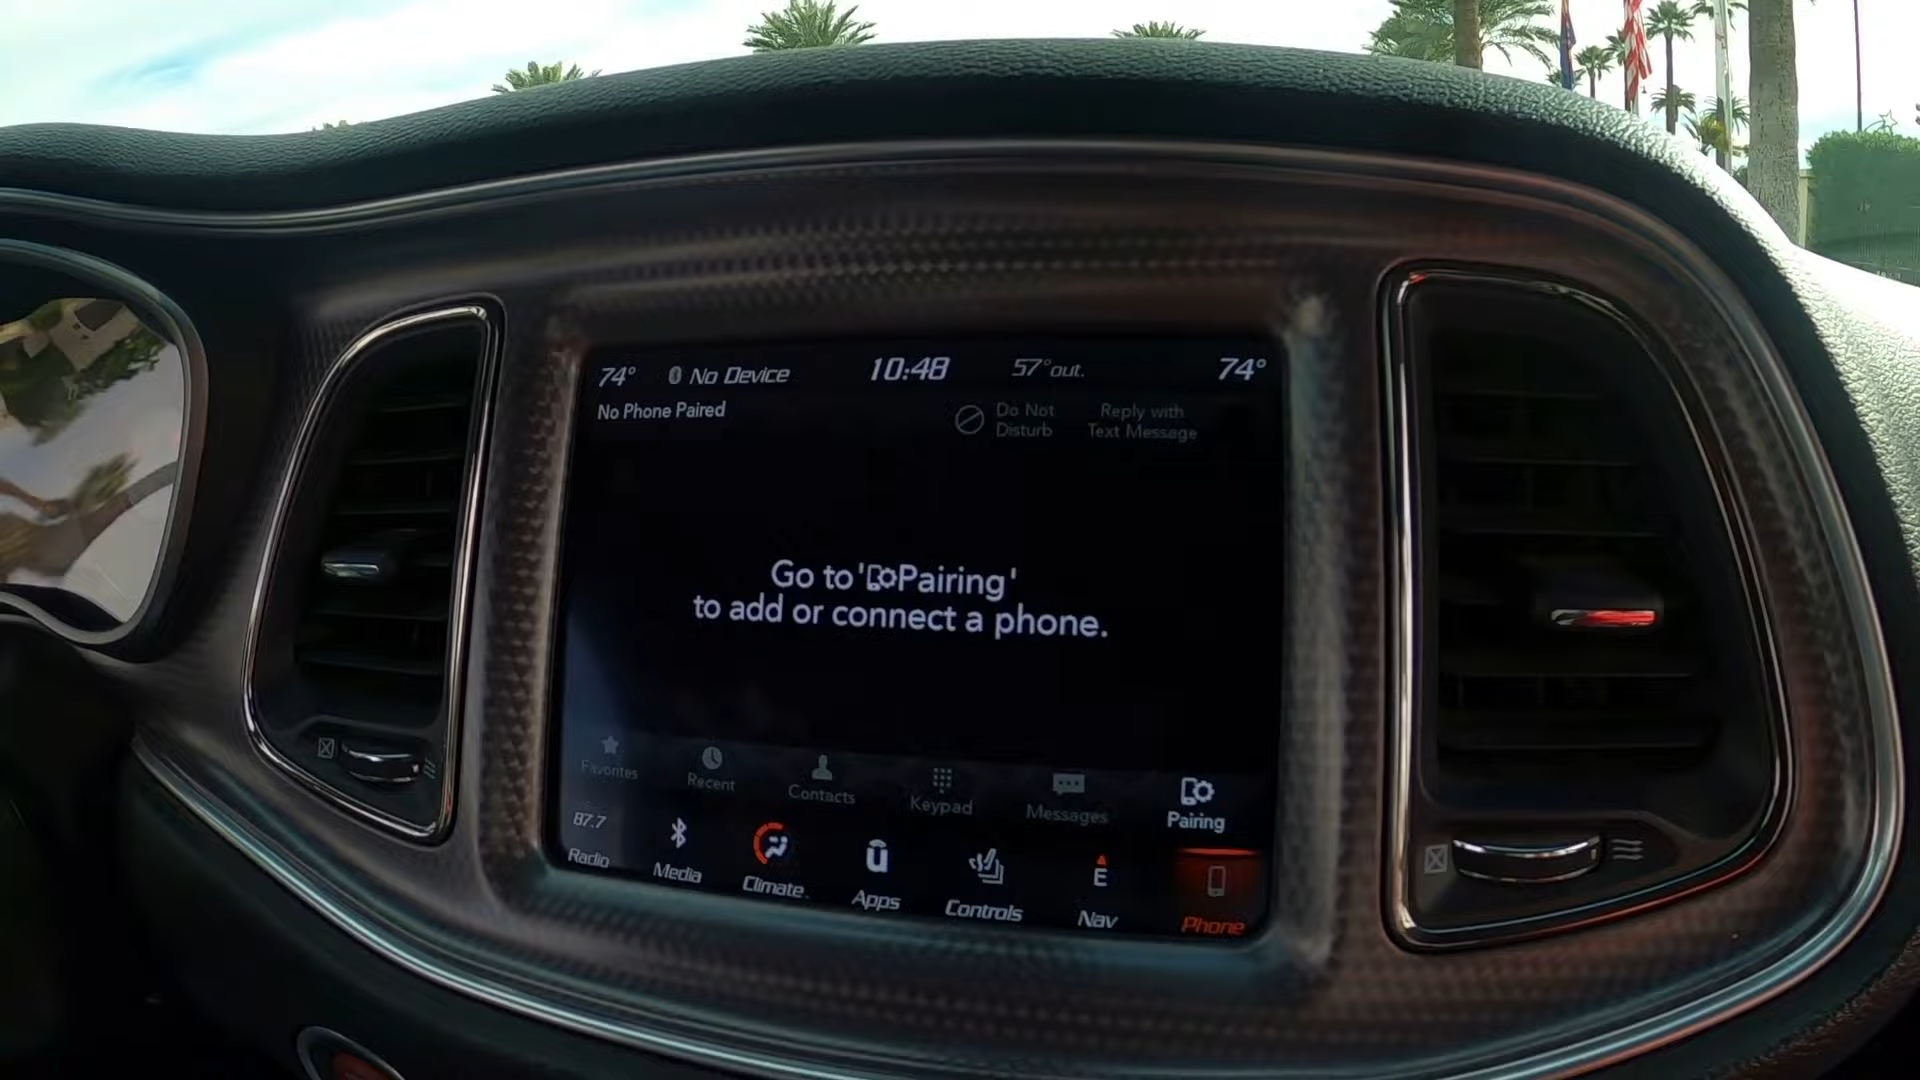 74° No Device 10:48 57°out. 74°
No Phone Paired
Do Not
Disturb
Reply with
Text Message
Go to 'Pairing'
to add or connect a phone.
Favorites Recent Contacts Keypad Messages Pairing
87.7
E
Radio Media Climate Apps Controls Nav Phone